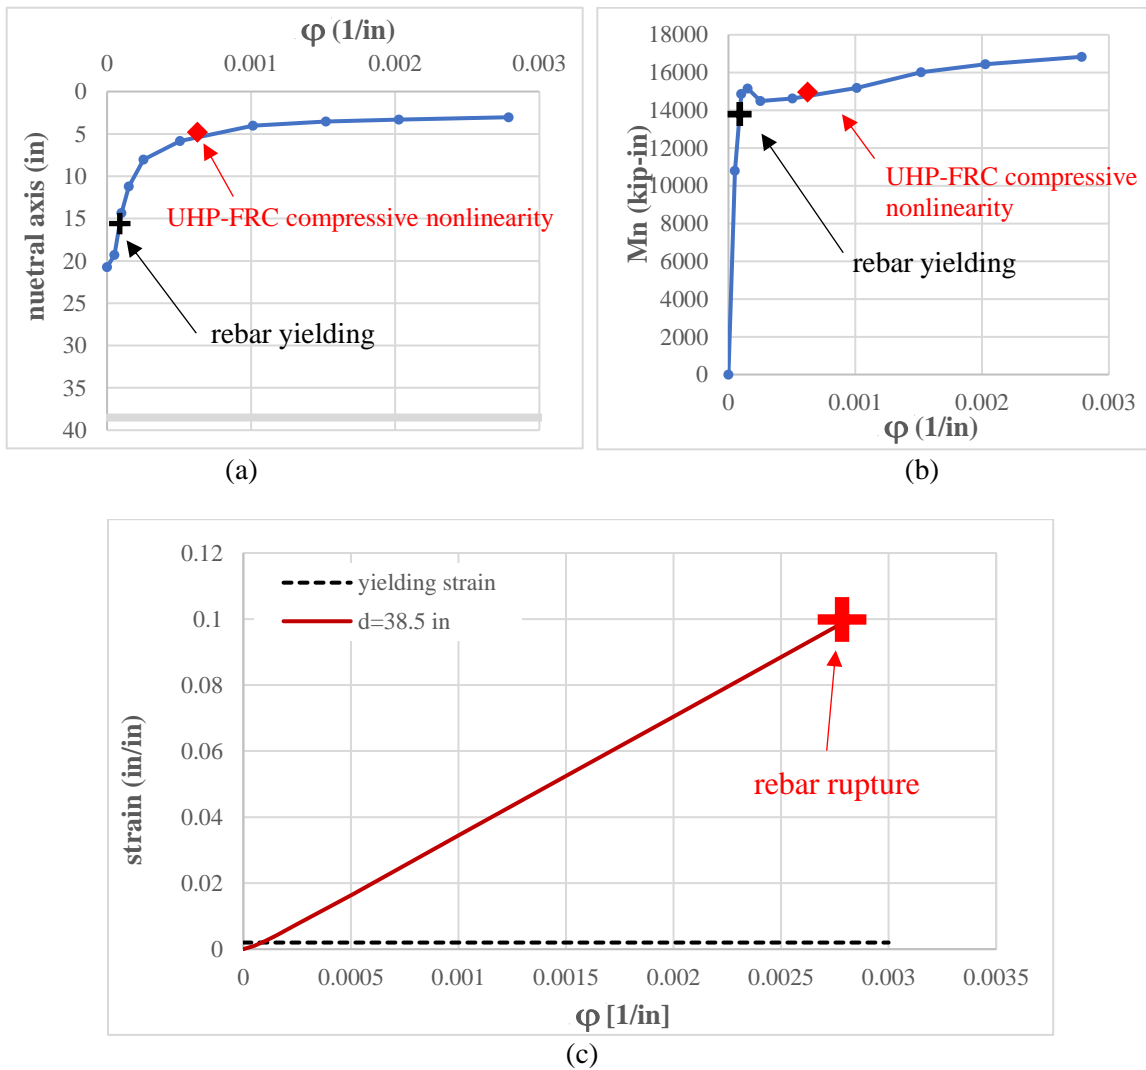 φ (1/in)
0 0.001 0.002 0.003
0
5
10
15
20
25
30
35
40
nuetral axis (in)
UHP-FRC compressive nonlinearity
rebar yielding
(a)
18000
16000
14000
12000
10000
8000
6000
4000
2000
0
Mn (kip-in)
UHP-FRC compressive
nonlinearity
rebar yielding
0 0.001 0.002 0.003
φ (1/in)
(b)
0.12
0.1
0.08
0.06
0.04
0.02
0
strain (in/in)
yielding strain
d=38.5 in
rebar rupture
0 0.0005 0.001 0.0015 0.002 0.0025 0.003 0.0035
φ [1/in]
(c)